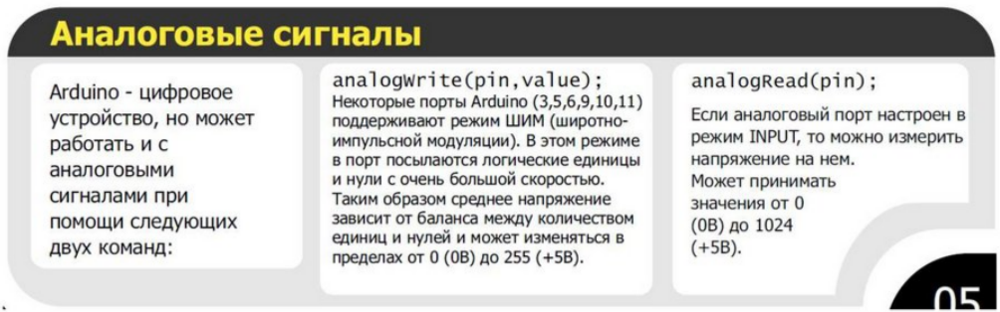 Аналоговые сигналы
Arduino - цифровое
устройство, но может
работать и с
аналоговыми
сигналами при
помощи следующих
двух команд:
analogWrite(pin,value);
Некоторые порты Arduino (3,5,6,9,10,11)
поддерживают режим ШИМ (широтно-
импульсной модуляции). В этом режиме
в порт посылаются логические единицы
и нули с очень большой скоростью.
Таким образом среднее напряжение
зависит от баланса между количеством
единиц и нулей и может изменяться в
пределах от 0 (0В) до 255 (+5В).
analogRead(pin);
Если аналоговый порт настроен в
режим INPUT, то можно измерить
напряжение на нем.
Может принимать
значения от 0
(0В) до 1024
(+5В).
05